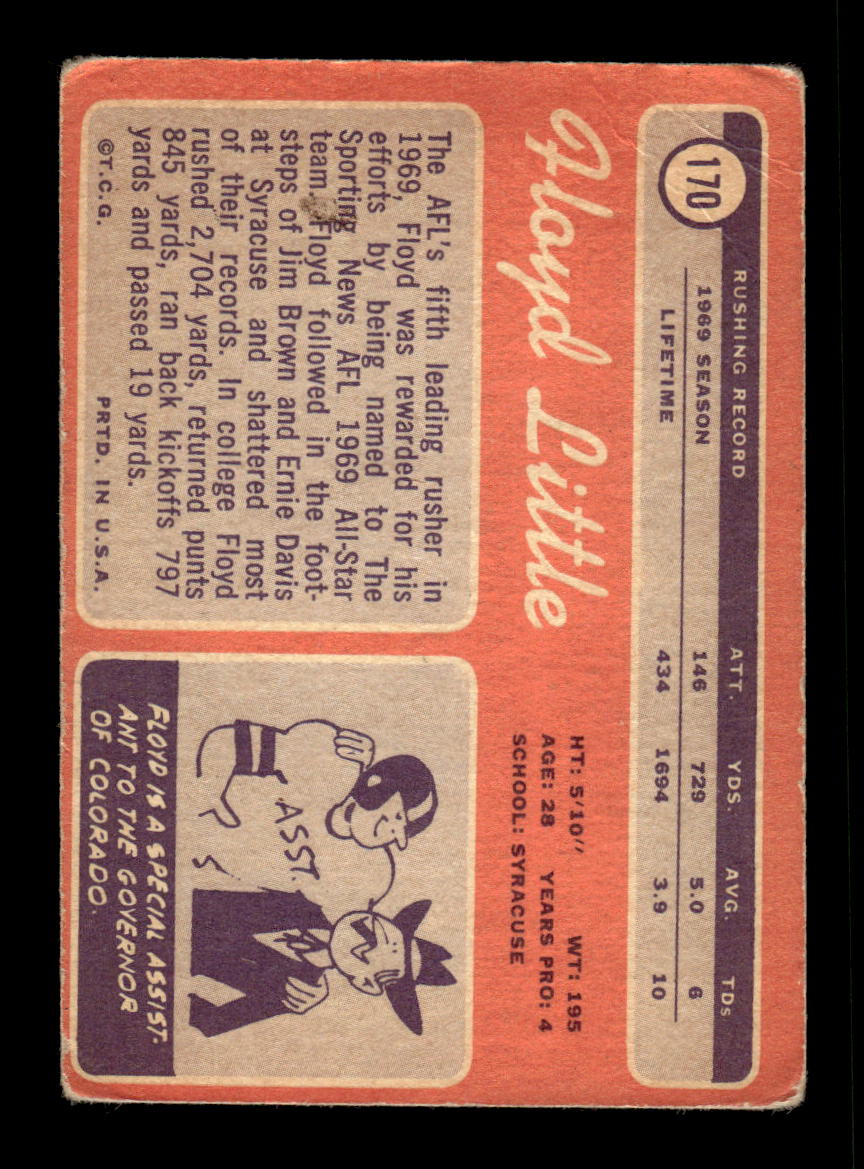 170
RUSHING RECORD ATT. YDS. AVG. TDs
1969 SEASON 146 729 5.0 6
LIFETIME 434 1694 3.9 10
Floyd Little
HT: 5'10" WT: 195
AGE: 28 YEARS PRO: 4
SCHOOL: SYRACUSE
The AFL's fifth leading rusher in
1969, Floyd was rewarded for his
efforts by being named to The
Sporting News AFL 1969 All-Star
team. Floyd followed in the foot-
steps of Jim Brown and Ernie Davis
at Syracuse and shattered most
of their records. In college Floyd
rushed 2,704 yards, returned punts
845 yards, ran back kickoffs 797
yards and passed 19 yards.
©T.C.G. PRTD. IN U.S.A.
ASST.
FLOYD IS A SPECIAL ASSIST-
ANT TO THE GOVERNOR
OF COLORADO.